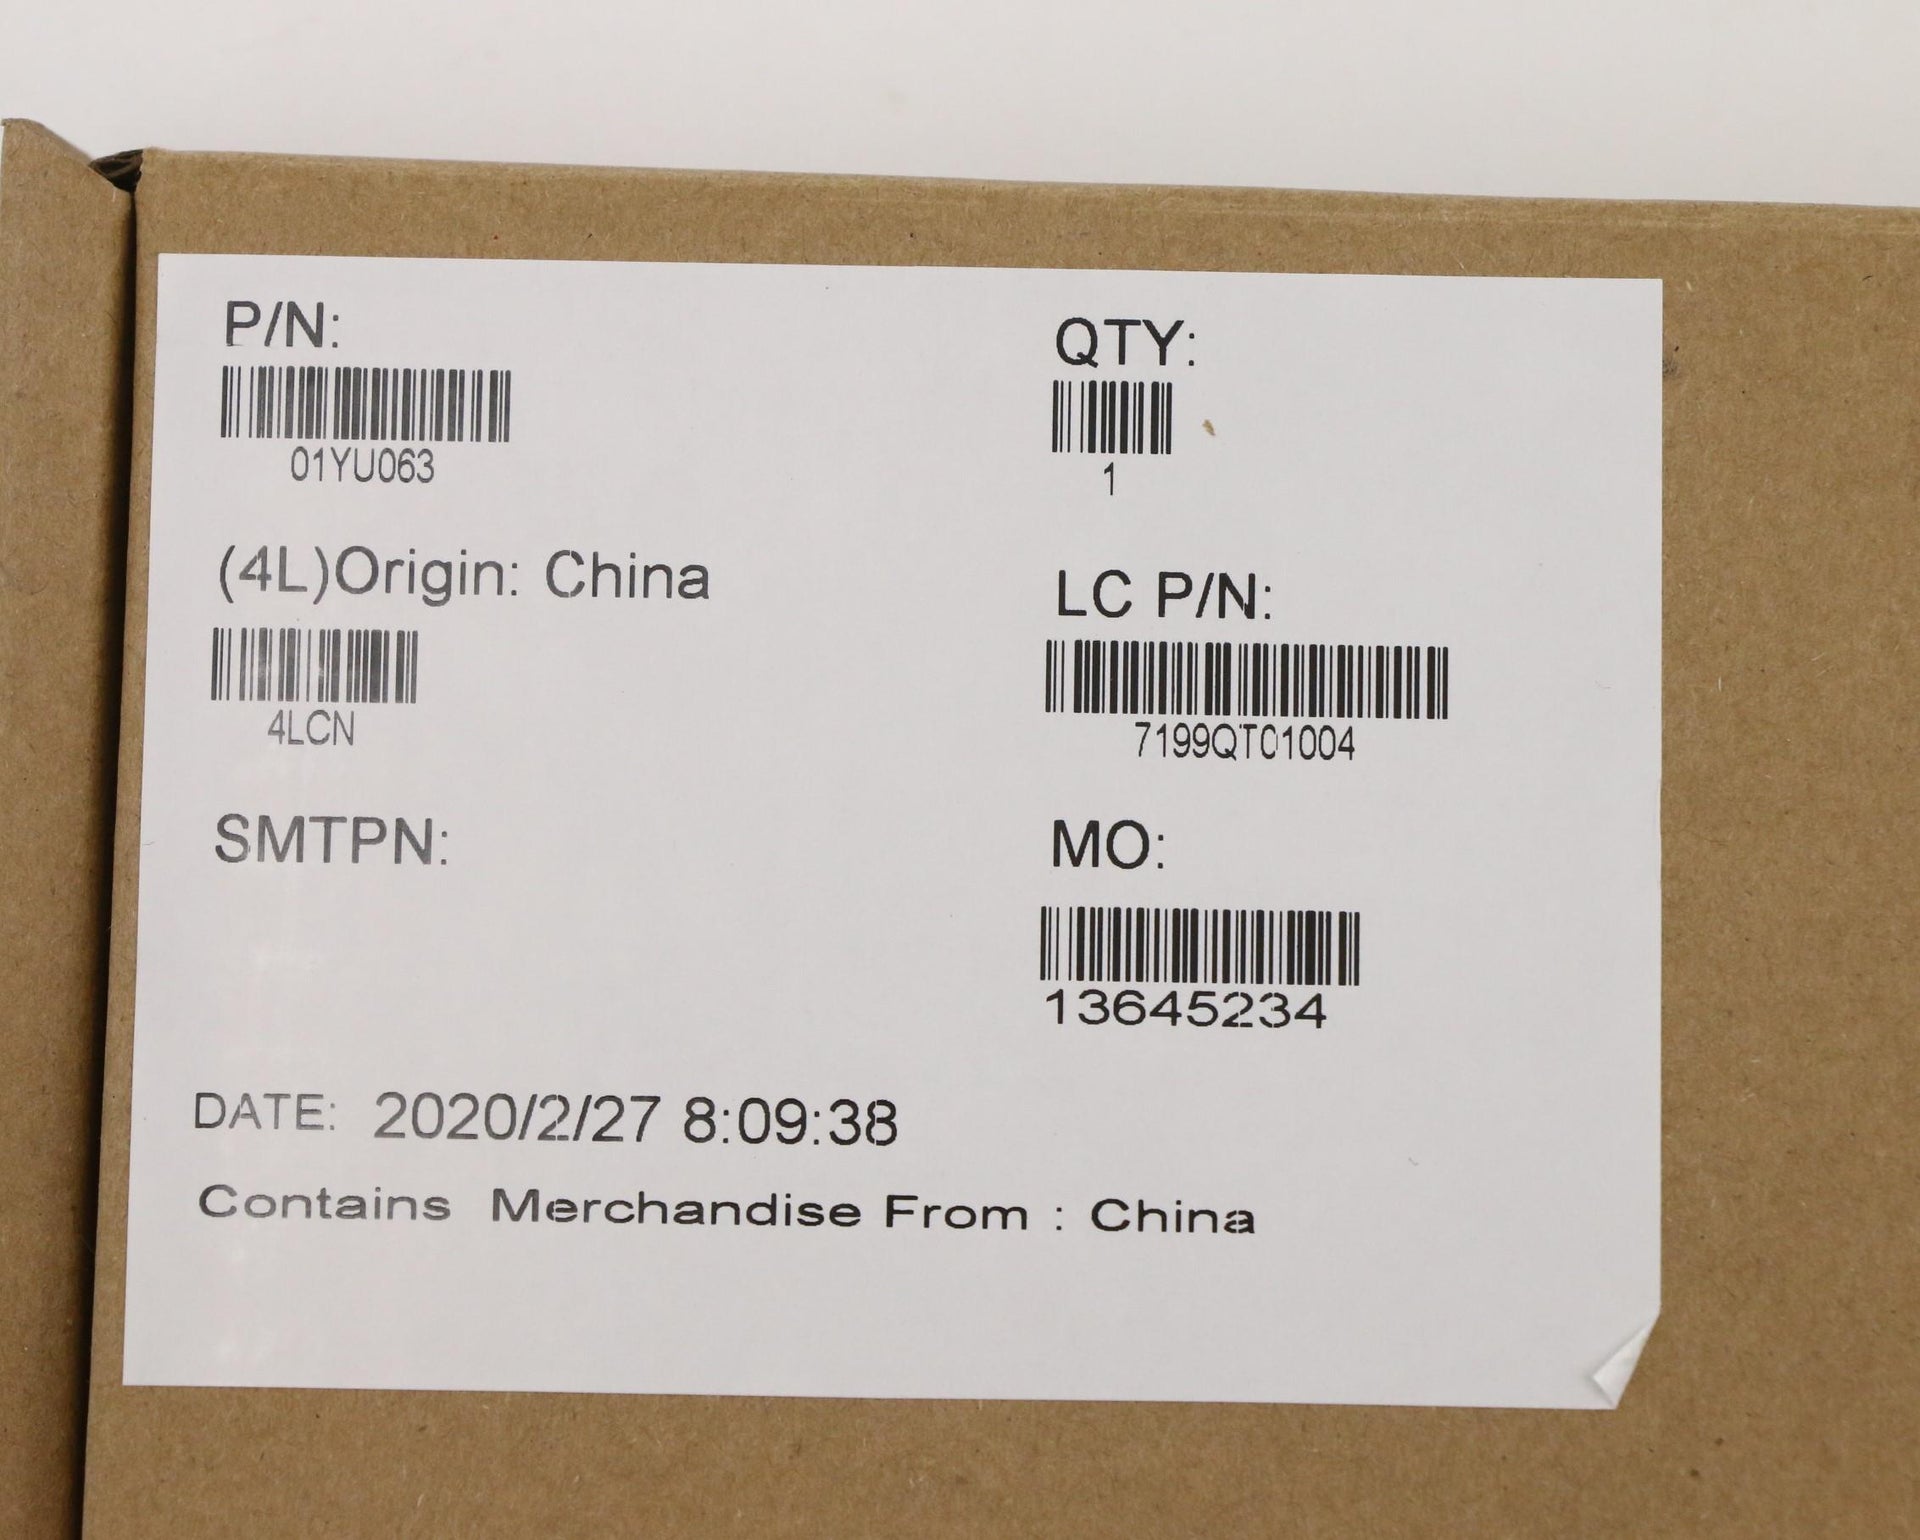 P/N:
01YU063
QTY:
1
(4L)Origin: China
4LCN
LC P/N:
7199QT01004
SMTPN:
MO:
13645234
DATE: 2020/2/27 8:09:38
Contains Merchandise From : China